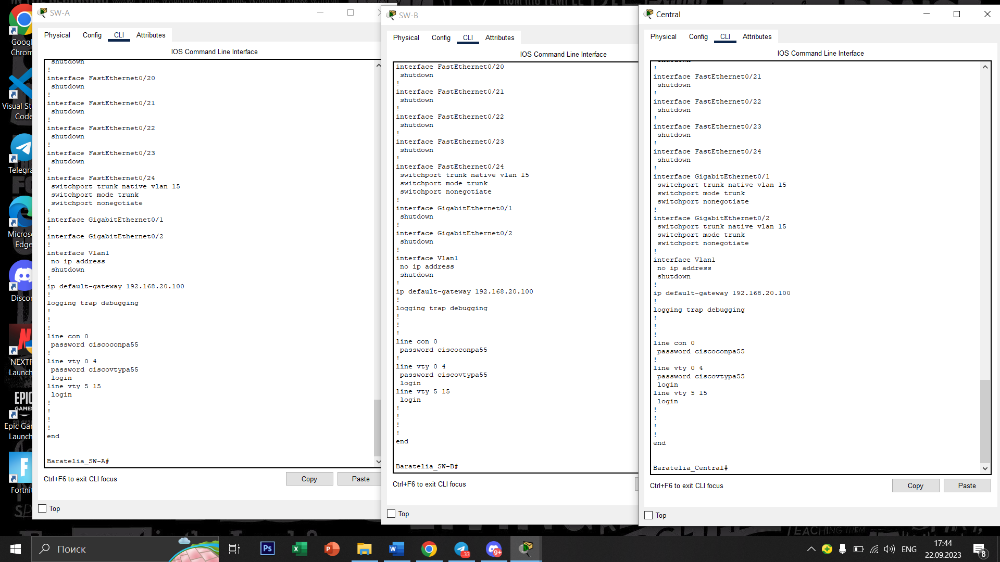 Googl
Chrom
Visual Stu
Code
Telegra
Micros
Edge
Discor
NEXTR
Launch
EPIC
GAMES
Epic Gar
Launch
Fortnit
SW-A
Physical
Config
CLI
Attributes
IOS Command Line Interface
shutdown
!
interface FastEthernet0/20
shutdown
!
interface FastEthernet0/21
shutdown
!
interface FastEthernet0/22
shutdown
!
interface FastEthernet0/23
shutdown
!
interface FastEthernet0/24
switchport trunk native vlan 15
switchport mode trunk
switchport nonegotiate
!
interface GigabitEthernet0/1
!
interface GigabitEthernet0/2
!
interface Vlan1
no ip address
shutdown
!
ip default-gateway 192.168.20.100
!
logging trap debugging
!
!
!
line con 0
password ciscoconpa55
!
line vty 0 4
password ciscovtypa55
login
line vty 5 15
login
!
!
!
!
end
Baratelia_SW-A#
Ctrl+F6 to exit CLI focus
Copy
Paste
Top
SW-B
Physical
Config
CLI
Attributes
IOS Command Line Interface
interface FastEthernet0/20
shutdown
!
interface FastEthernet0/21
shutdown
!
interface FastEthernet0/22
shutdown
!
interface FastEthernet0/23
shutdown
!
interface FastEthernet0/24
switchport trunk native vlan 15
switchport mode trunk
switchport nonegotiate
!
interface GigabitEthernet0/1
shutdown
!
interface GigabitEthernet0/2
shutdown
!
interface Vlan1
no ip address
shutdown
!
ip default-gateway 192.168.20.100
!
logging trap debugging
!
!
!
line con 0
password ciscoconpa55
!
line vty 0 4
password ciscovtypa55
login
line vty 5 15
login
!
!
!
!
end
Baratelia_SW-B#
Ctrl+F6 to exit CLI focus
Top
Central
Physical
Config
CLI
Attributes
IOS Command Line Interface
!
interface FastEthernet0/21
shutdown
!
interface FastEthernet0/22
shutdown
!
interface FastEthernet0/23
shutdown
!
interface FastEthernet0/24
shutdown
!
interface GigabitEthernet0/1
switchport trunk native vlan 15
switchport mode trunk
switchport nonegotiate
!
interface GigabitEthernet0/2
switchport trunk native vlan 15
switchport mode trunk
switchport nonegotiate
!
interface Vlan1
no ip address
shutdown
!
ip default-gateway 192.168.20.100
!
logging trap debugging
!
!
!
line con 0
password ciscoconpa55
!
line vty 0 4
password ciscovtypa55
login
line vty 5 15
login
!
!
!
!
end
Baratelia_Central#
Ctrl+F6 to exit CLI focus
Copy
Paste
Top
TEACHING THEM
Поиск
Ps
33
9+
ENG
17:44
22.09.2023
8